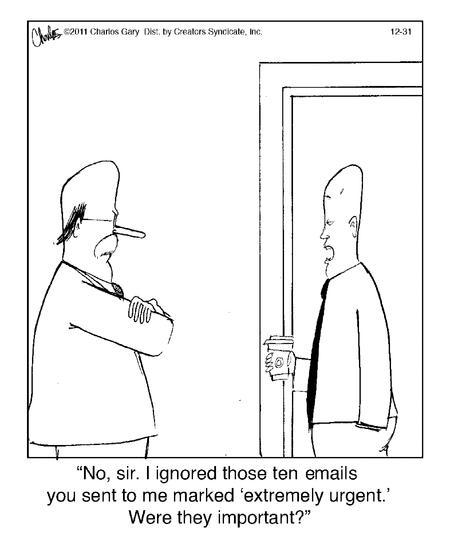 Charlos ©2011 Charlos Gary Dist. by Creators Syndicate, Inc. 12-31
“No, sir. I ignored those ten emails
you sent to me marked ‘extremely urgent.’
Were they important?”